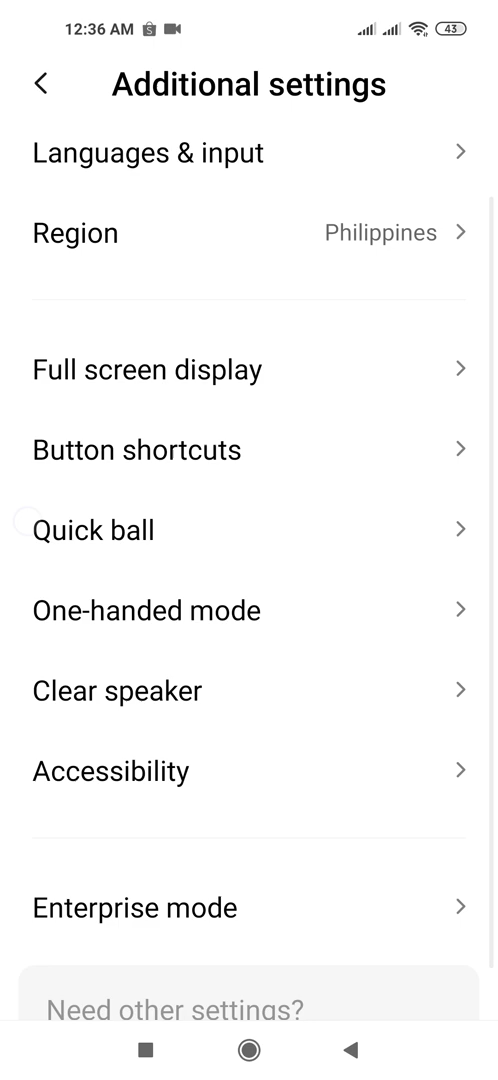 12:36 AM 43
Additional settings
Languages & input
Region Philippines
Full screen display
Button shortcuts
Quick ball
One-handed mode
Clear speaker
Accessibility
Enterprise mode
Need other settings?